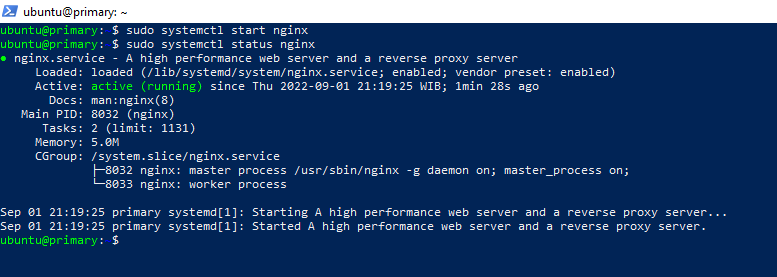 ubuntu@primary: ~
ubuntu@primary:~$ sudo systemctl start nginx
ubuntu@primary:~$ sudo systemctl status nginx
● nginx.service - A high performance web server and a reverse proxy server
Loaded: loaded (/lib/systemd/system/nginx.service; enabled; vendor preset: enabled)
Active: active (running) since Thu 2022-09-01 21:19:25 WIB; 1min 28s ago
Docs: man:nginx(8)
Main PID: 8032 (nginx)
Tasks: 2 (limit: 1131)
Memory: 5.0M
CGroup: /system.slice/nginx.service
├─8032 nginx: master process /usr/sbin/nginx -g daemon on; master_process on;
└─8033 nginx: worker process
Sep 01 21:19:25 primary systemd[1]: Starting A high performance web server and a reverse proxy server...
Sep 01 21:19:25 primary systemd[1]: Started A high performance web server and a reverse proxy server.
ubuntu@primary:~$